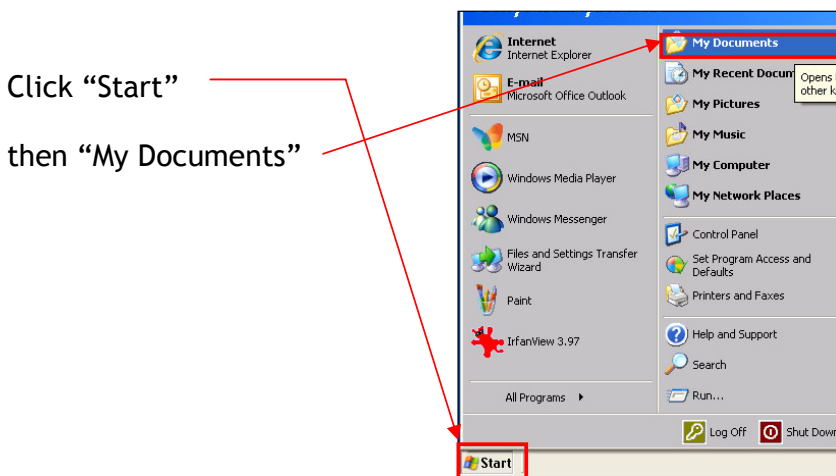 Click “Start”
then “My Documents”
Internet
Internet Explorer
E-mail
Microsoft Office Outlook
MSN
Windows Media Player
Windows Messenger
Files and Settings Transfer
Wizard
Paint
IrfanView 3.97
All Programs
My Documents
My Recent Docum
Opens
other k
My Pictures
My Music
My Computer
My Network Places
Control Panel
Set Program Access and
Defaults
Printers and Faxes
Help and Support
Search
Run...
Log Off
Shut Down
Start